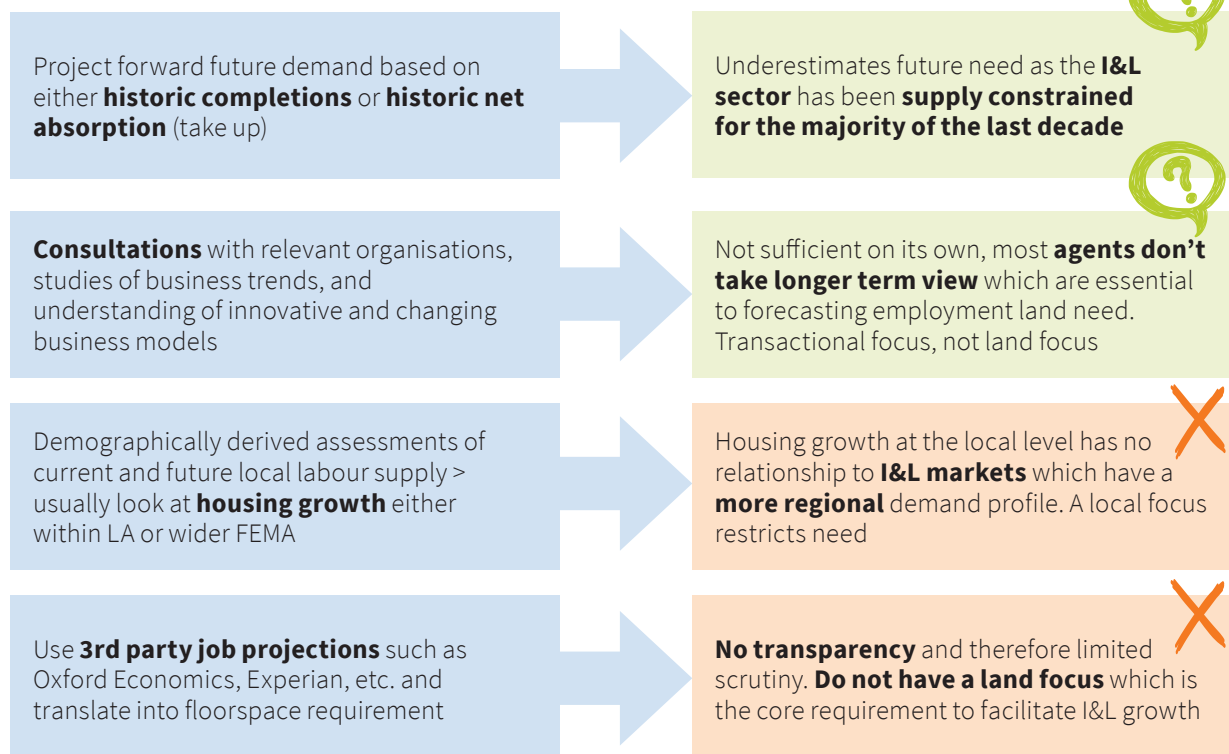 Project forward future demand based on
either historic completions or historic net
absorption (take up)
Underestimates future need as the I&L
sector has been supply constrained
for the majority of the last decade
?
Consultations with relevant organisations,
studies of business trends, and
understanding of innovative and changing
business models
Not sufficient on its own, most agents don’t
take longer term view which are essential
to forecasting employment land need.
Transactional focus, not land focus
?
Demographically derived assessments of
current and future local labour supply >
usually look at housing growth either
within LA or wider FEMA
Housing growth at the local level has no
relationship to I&L markets which have a
more regional demand profile. A local focus
restricts need
Use 3rd party job projections such as
Oxford Economics, Experian, etc. and
translate into floorspace requirement
No transparency and therefore limited
scrutiny. Do not have a land focus which is
the core requirement to facilitate I&L growth